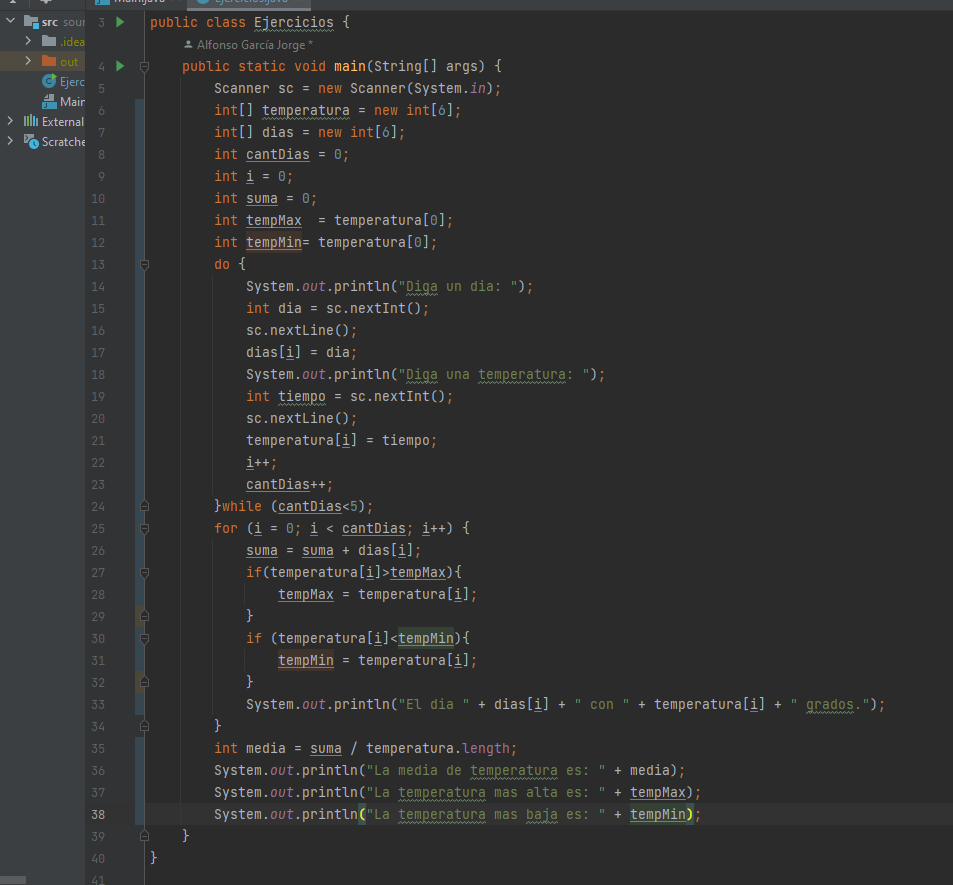 Main.java
Ejercicios.java
src sour
.idea
out
Ejerc
Main
External
Scratche
3 public class Ejercicios {
Alfonso García Jorge *
4 public static void main(String[] args) {
5 Scanner sc = new Scanner(System.in);
6 int[] temperatura = new int[6];
7 int[] dias = new int[6];
8 int cantDias = 0;
9 int i = 0;
10 int suma = 0;
11 int tempMax  = temperatura[0];
12 int tempMin= temperatura[0];
13 do {
14 System.out.println("Diga un dia: ");
15 int dia = sc.nextInt();
16 sc.nextLine();
17 dias[i] = dia;
18 System.out.println("Diga una temperatura: ");
19 int tiempo = sc.nextInt();
20 sc.nextLine();
21 temperatura[i] = tiempo;
22 i++;
23 cantDias++;
24 }while (cantDias<5);
25 for (i = 0; i < cantDias; i++) {
26 suma = suma + dias[i];
27 if(temperatura[i]>tempMax){
28 tempMax = temperatura[i];
29 }
30 if (temperatura[i]<tempMin){
31 tempMin = temperatura[i];
32 }
33 System.out.println("El dia " + dias[i] + " con " + temperatura[i] + " grados.");
34 }
35 int media = suma / temperatura.length;
36 System.out.println("La media de temperatura es: " + media);
37 System.out.println("La temperatura mas alta es: " + tempMax);
38 System.out.println("La temperatura mas baja es: " + tempMin);
39 }
40 }
41